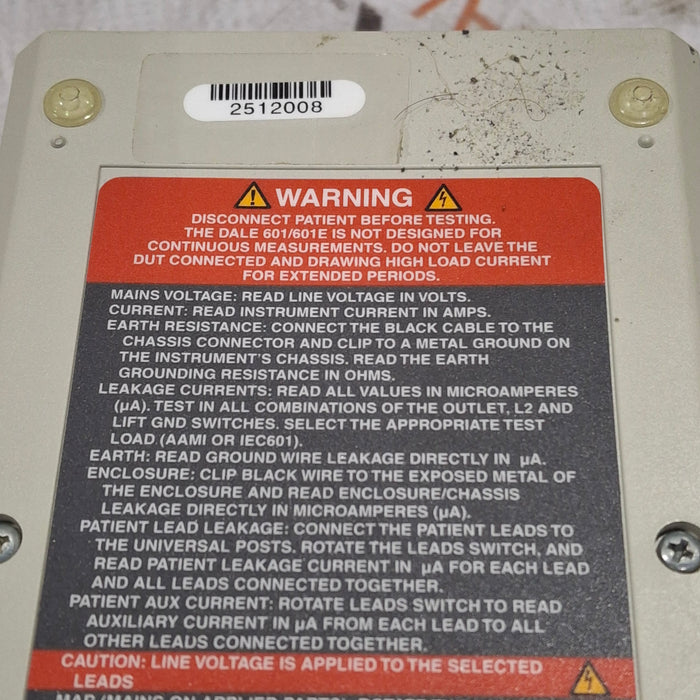 2512008
WARNING
DISCONNECT PATIENT BEFORE TESTING.
THE DALE 601/601E IS NOT DESIGNED FOR
CONTINUOUS MEASUREMENTS. DO NOT LEAVE THE
DUT CONNECTED AND DRAWING HIGH LOAD CURRENT
FOR EXTENDED PERIODS.
MAINS VOLTAGE: READ LINE VOLTAGE IN VOLTS.
CURRENT: READ INSTRUMENT CURRENT IN AMPS.
EARTH RESISTANCE: CONNECT THE BLACK CABLE TO THE
CHASSIS CONNECTOR AND CLIP TO A METAL GROUND ON
THE INSTRUMENT'S CHASSIS. READ THE EARTH
GROUNDING RESISTANCE IN OHMS.
LEAKAGE CURRENTS: READ ALL VALUES IN MICROAMPERES
(µA). TEST IN ALL COMBINATIONS OF THE OUTLET, L2 AND
LIFT GND SWITCHES. SELECT THE APPROPRIATE TEST
LOAD (AAMI OR IEC601).
EARTH: READ GROUND WIRE LEAKAGE DIRECTLY IN µA.
ENCLOSURE: CLIP BLACK WIRE TO THE EXPOSED METAL OF
THE ENCLOSURE AND READ ENCLOSURE/CHASSIS
LEAKAGE DIRECTLY IN MICROAMPERES (µA).
PATIENT LEAD LEAKAGE: CONNECT THE PATIENT LEADS TO
THE UNIVERSAL POSTS. ROTATE THE LEADS SWITCH, AND
READ PATIENT LEAKAGE CURRENT IN µA FOR EACH LEAD
AND ALL LEADS CONNECTED TOGETHER.
PATIENT AUX CURRENT: ROTATE LEADS SWITCH TO READ
AUXILIARY CURRENT IN µA FROM EACH LEAD TO ALL
OTHER LEADS CONNECTED TOGETHER.
CAUTION: LINE VOLTAGE IS APPLIED TO THE SELECTED
LEADS